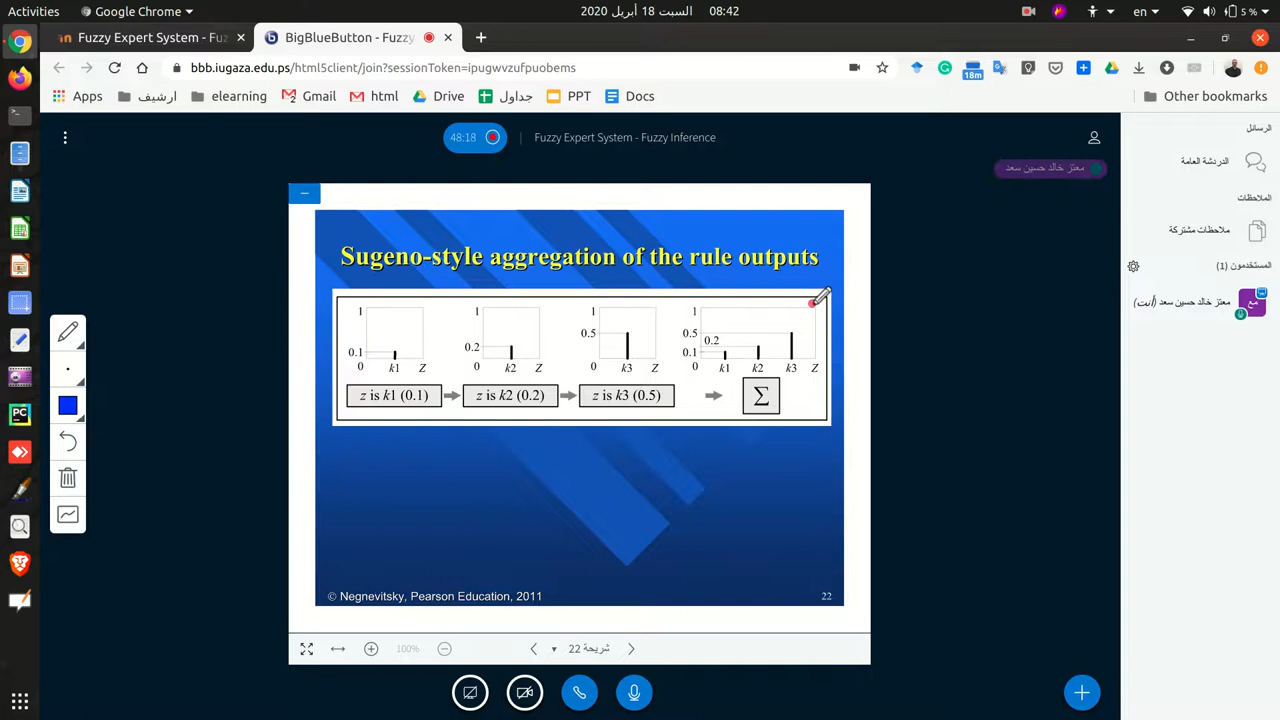 Activities
Google Chrome
السبت 18 أبريل 2020 08:42
en
5 %
Fuzzy Expert System - Fuz
BigBlueButton - Fuzzy
bbb.iugaza.edu.ps/html5client/join?sessionToken=ipugwvzufpuobems
18m
Apps
ارشيف
elearning
Gmail
html
Drive
جداول
PPT
Docs
Other bookmarks
48:18
Fuzzy Expert System - Fuzzy Inference
معتز خالد حسين سعد
الرسائل
الدردشة العامة
الملاحظات
ملاحظات مشتركة
المستخدمون (1)
معتز خالد حسين سعد (أنت)
مع
PC
Sugeno-style aggregation of the rule outputs
1 1 1 1
0.5 0.5
0.2 0.2
0.1 0.1
0 k1 Z 0 k2 Z 0 k3 Z 0 k1 k2 k3 Z
z is k1 (0.1) z is k2 (0.2) z is k3 (0.5) Σ
© Negnevitsky, Pearson Education, 2011
22
100%
شريحة 22